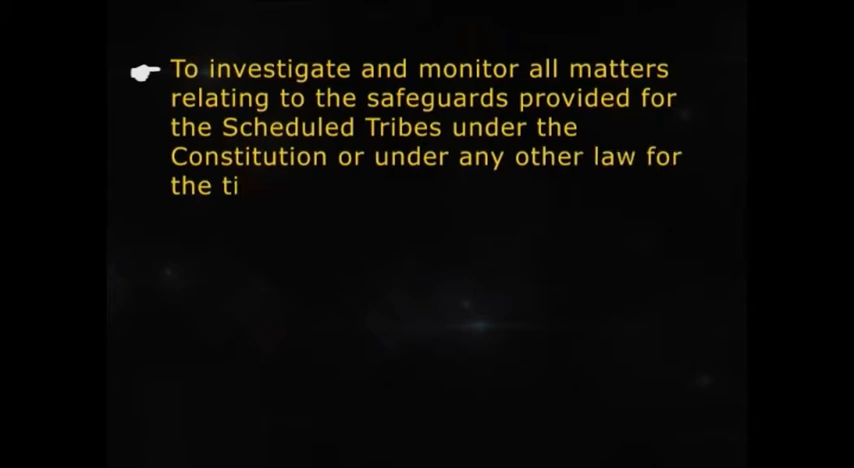 To investigate and monitor all matters
relating to the safeguards provided for
the Scheduled Tribes under the
Constitution or under any other law for
the ti